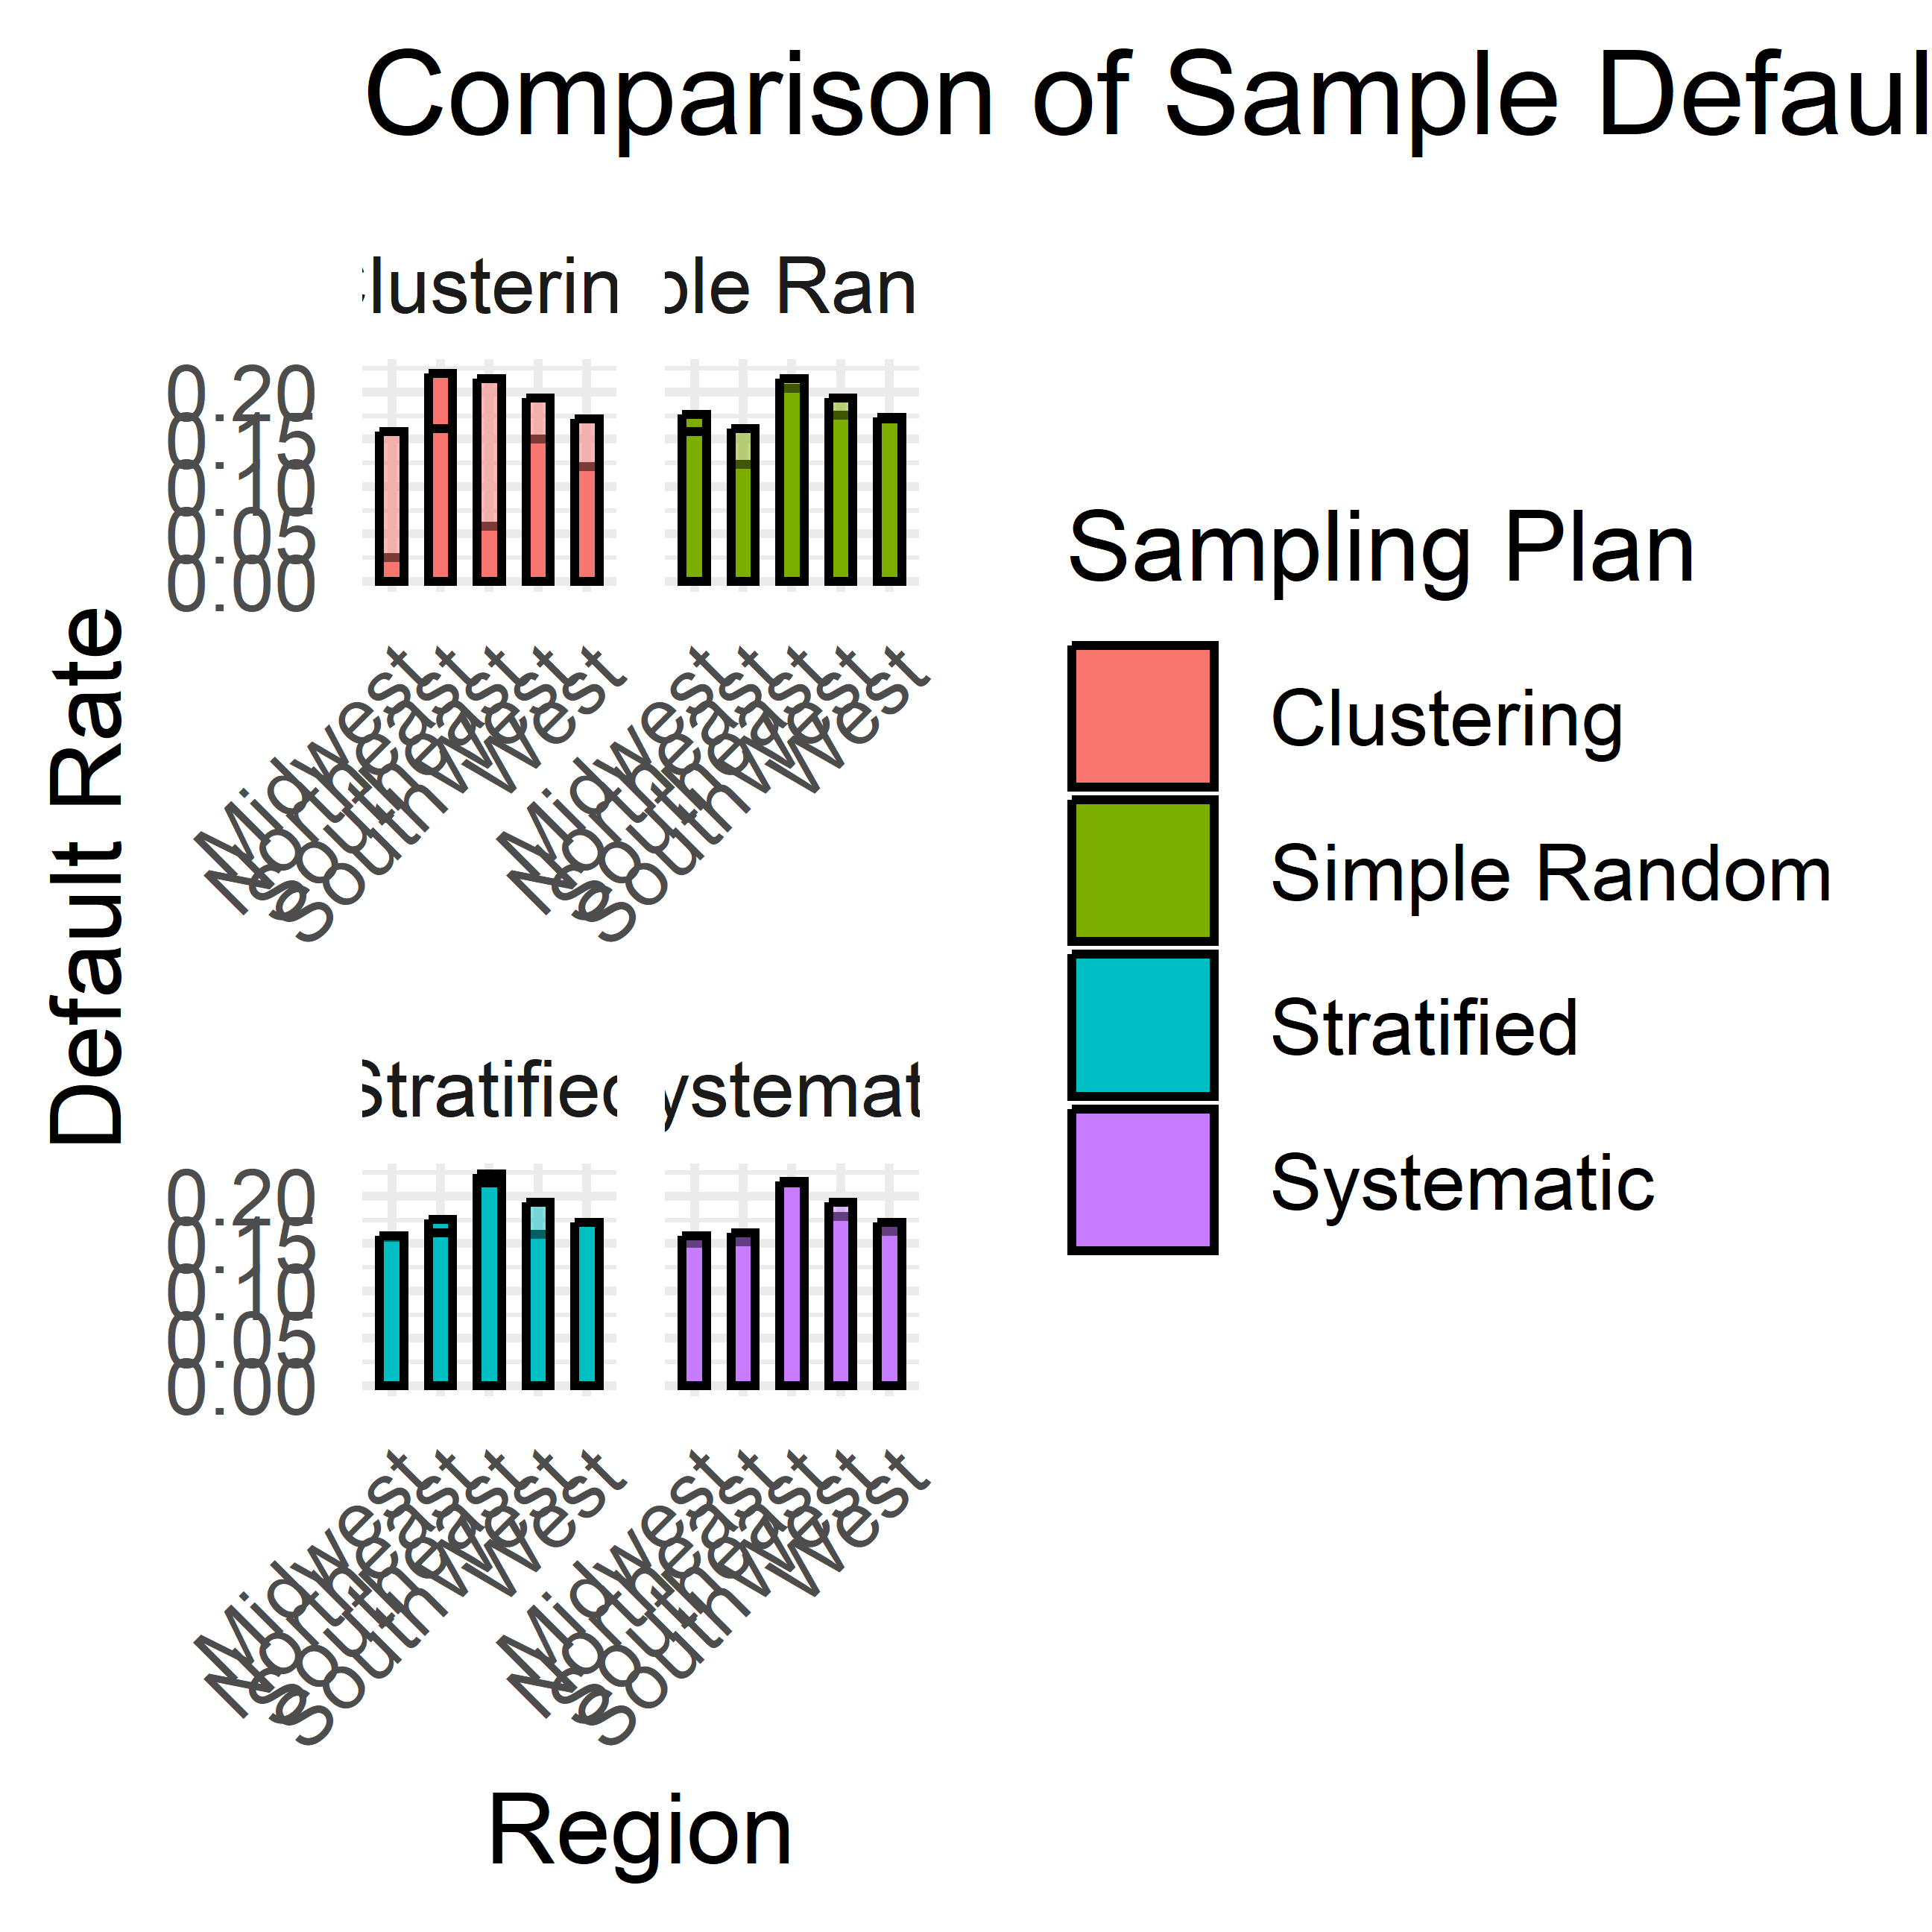 Comparison of Sample Defaul
Clusterin
ple Ran
0.20
0.15
0.10
0.05
0.00
Midwest
Northeast
Southeast
Southwest
West
Midwest
Northeast
Southeast
Southwest
West
Default Rate
Stratified
ystemat
0.20
0.15
0.10
0.05
0.00
Midwest
Northeast
Southeast
Southwest
West
Midwest
Northeast
Southeast
Southwest
West
Region
Sampling Plan
Clustering
Simple Random
Stratified
Systematic